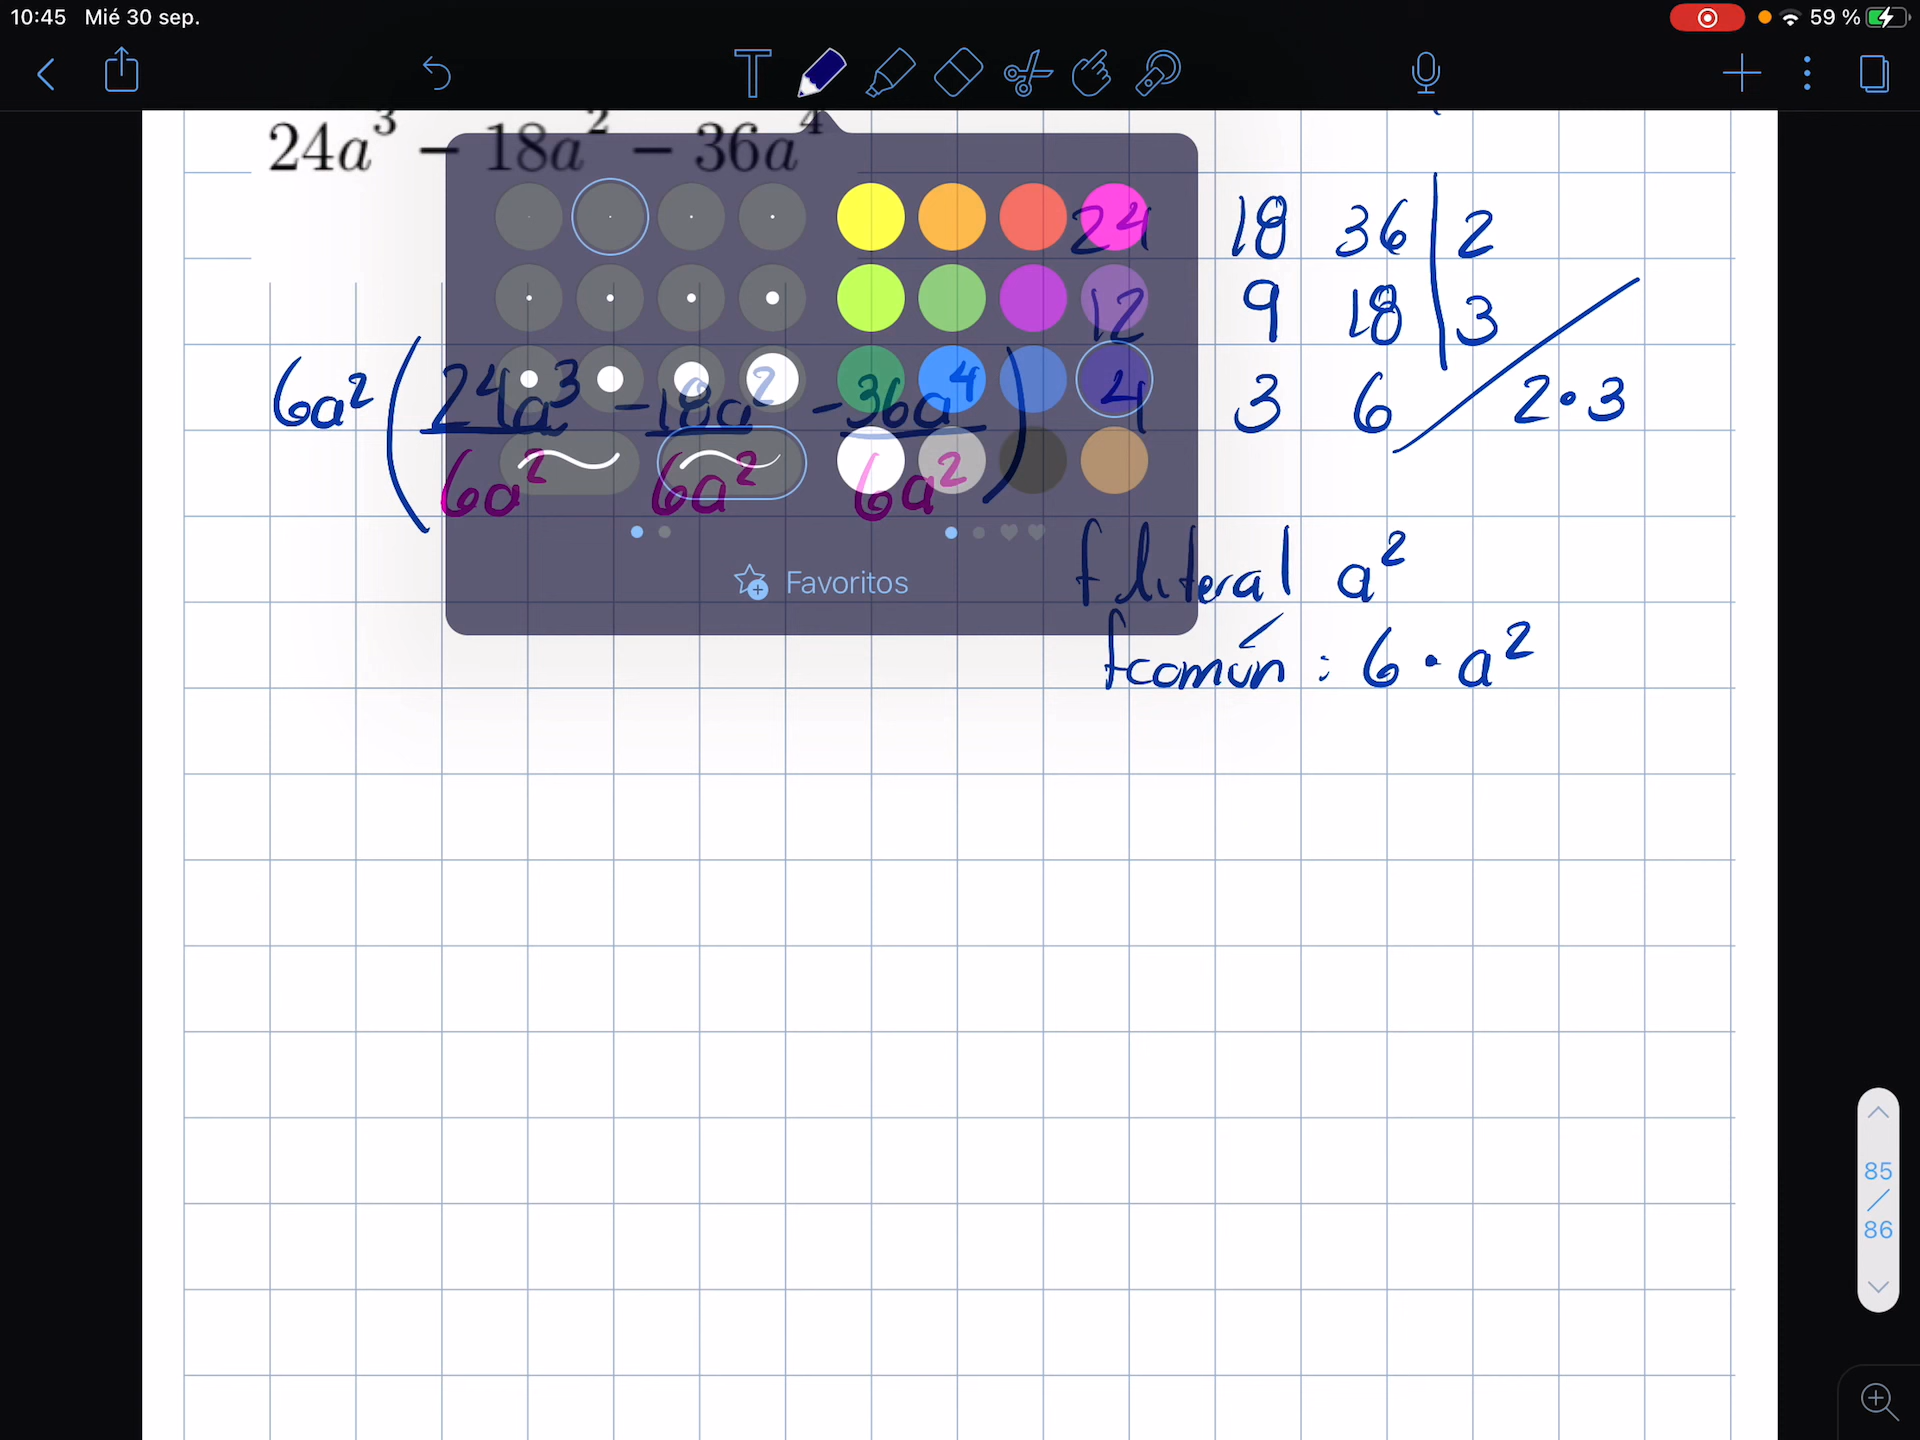 10:45 Mié 30 sep. 59 %
24a³ − 18a² − 36a⁴
24 18 36 | 2
12 9 18 | 3
4 3 6 2·3
6a² ( 24a³ − 18a² − 36a⁴ )
6a² 6a² 6a²
Favoritos
f literal a²
f común : 6 · a²
85
/
86